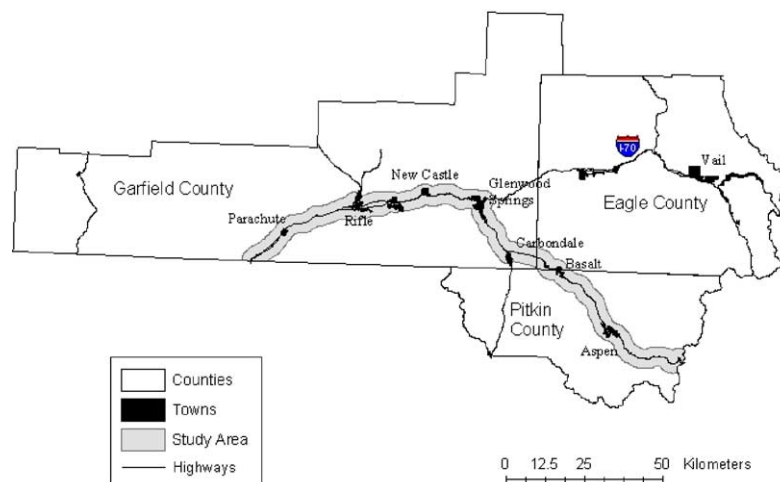 I-70
Vail
New Castle
Glenwood
Springs
Garfield County
Eagle County
Parachute
Rifle
Carbondale
Basalt
Pitkin
County
Aspen
Counties
Towns
Study Area
Highways
0 12.5 25 50 Kilometers